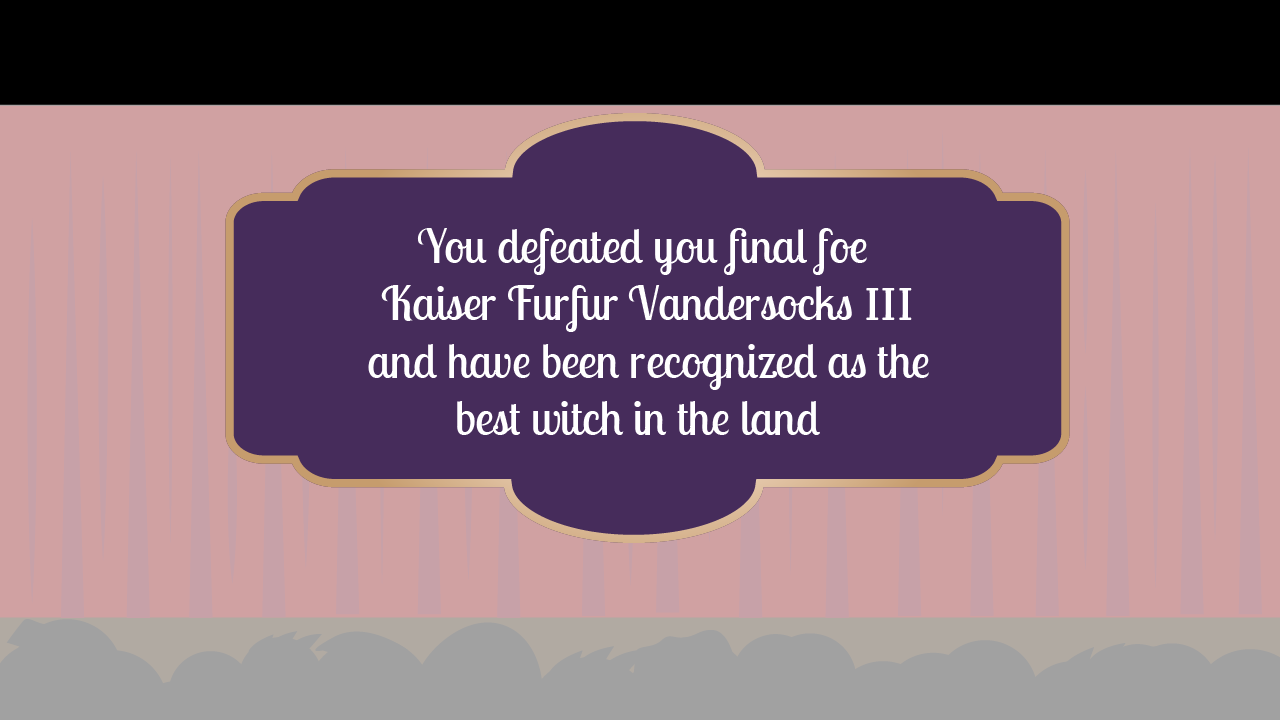 You defeated you final foe
Kaiser Furfur Vandersocks III
and have been recognized as the
best witch in the land